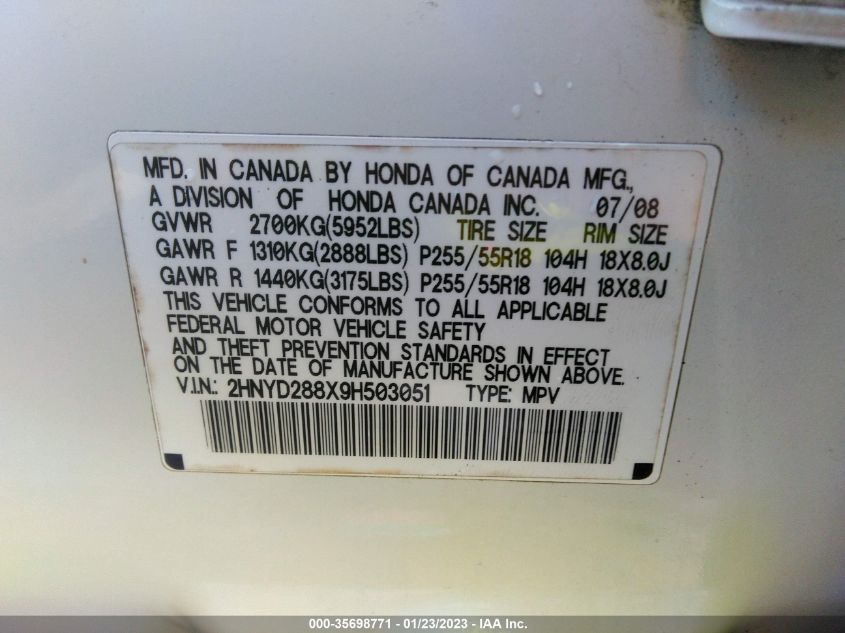 MFD. IN CANADA BY HONDA OF CANADA MFG.,
A DIVISION OF HONDA CANADA INC. 07/08
GVWR 2700KG(5952LBS) TIRE SIZE RIM SIZE
GAWR F 1310KG(2888LBS) P255/55R18 104H 18X8.0J
GAWR R 1440KG(3175LBS) P255/55R18 104H 18X8.0J
THIS VEHICLE CONFORMS TO ALL APPLICABLE
FEDERAL MOTOR VEHICLE SAFETY
AND THEFT PREVENTION STANDARDS IN EFFECT
ON THE DATE OF MANUFACTURE SHOWN ABOVE.
V.I.N.: 2HNYD288X9H503051 TYPE: MPV
000-35698771 - 01/23/2023 - IAA Inc.